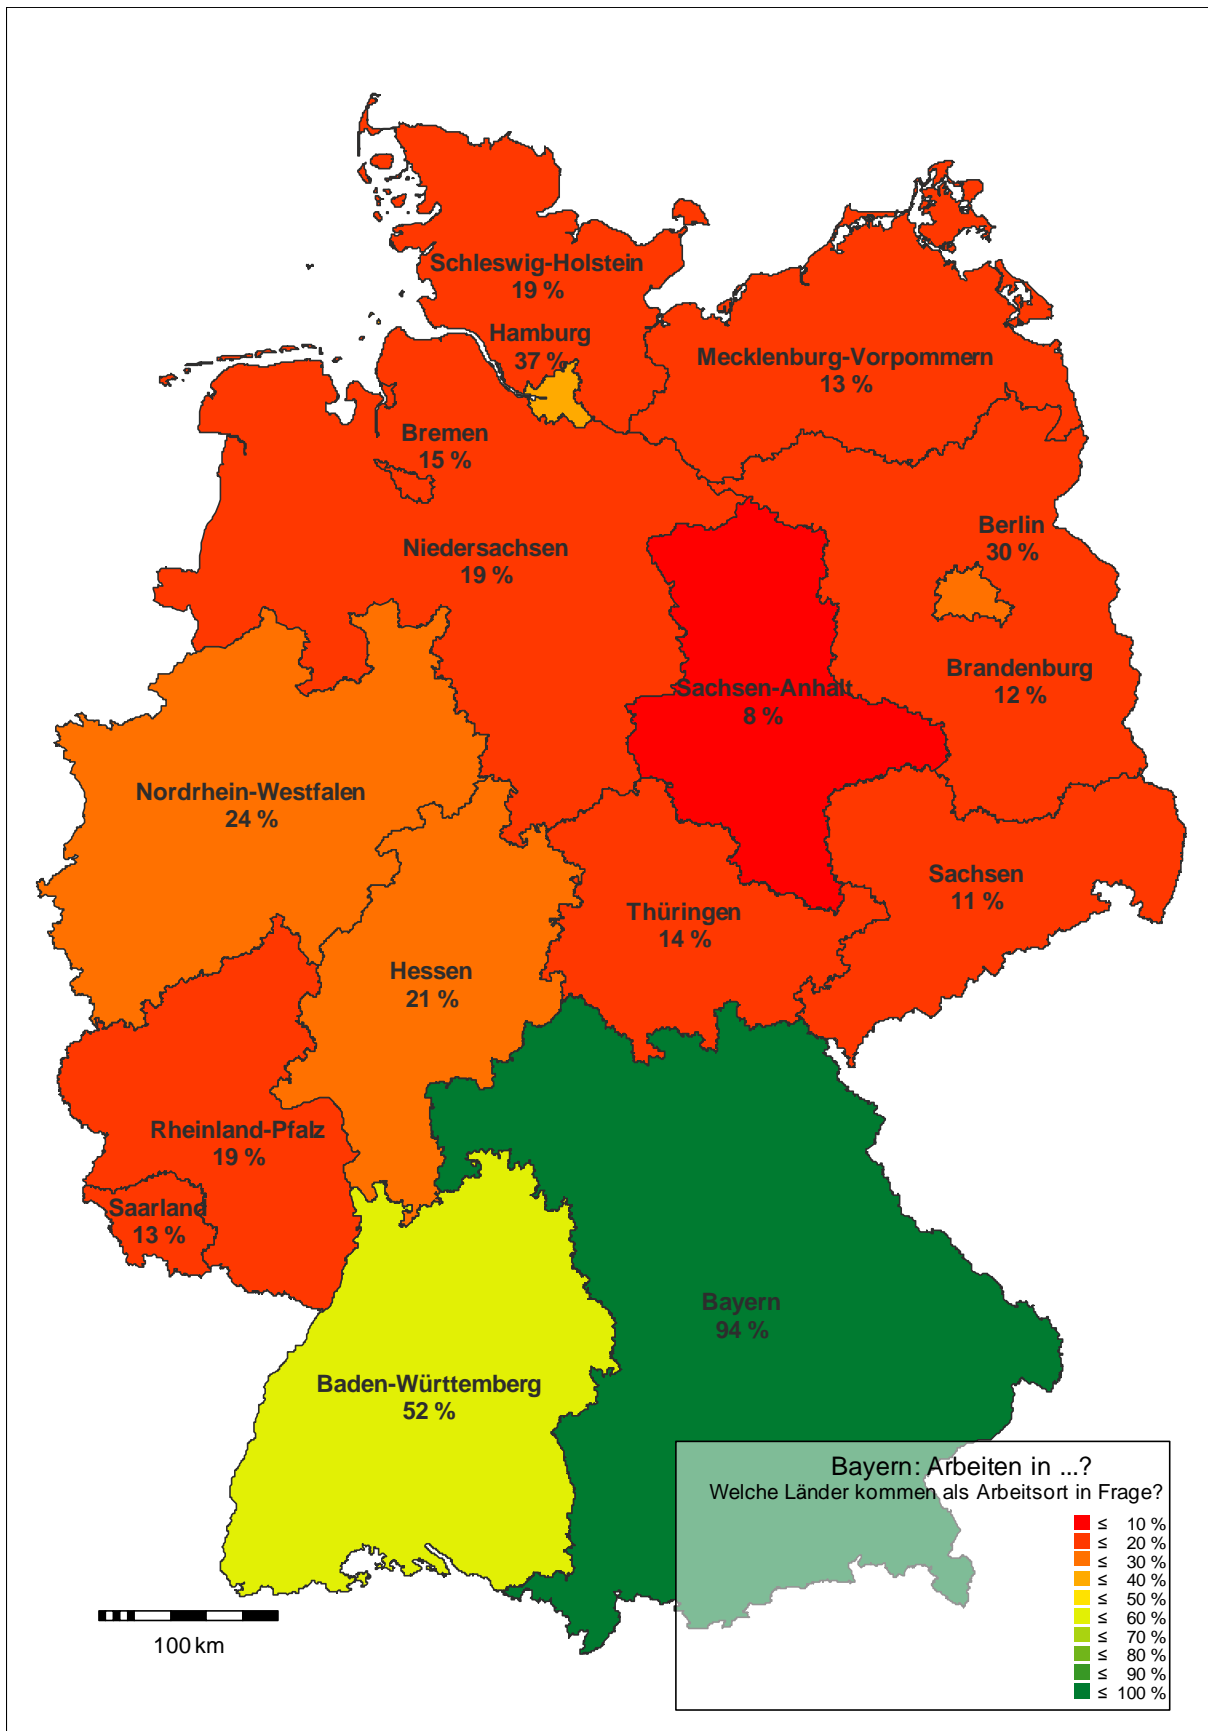 Schleswig-Holstein
19 %
Hamburg
37 %
Mecklenburg-Vorpommern
13 %
Bremen
15 %
Berlin
30 %
Niedersachsen
19 %
Brandenburg
12 %
Sachsen-Anhalt
8 %
Nordrhein-Westfalen
24 %
Sachsen
11 %
Thüringen
14 %
Hessen
21 %
Rheinland-Pfalz
19 %
Saarland
13 %
Bayern
94 %
Baden-Württemberg
52 %
Bayern: Arbeiten in ...?
Welche Länder kommen als Arbeitsort in Frage?
≤ 10 %
≤ 20 %
≤ 30 %
≤ 40 %
≤ 50 %
≤ 60 %
≤ 70 %
≤ 80 %
≤ 90 %
≤ 100 %
100 km